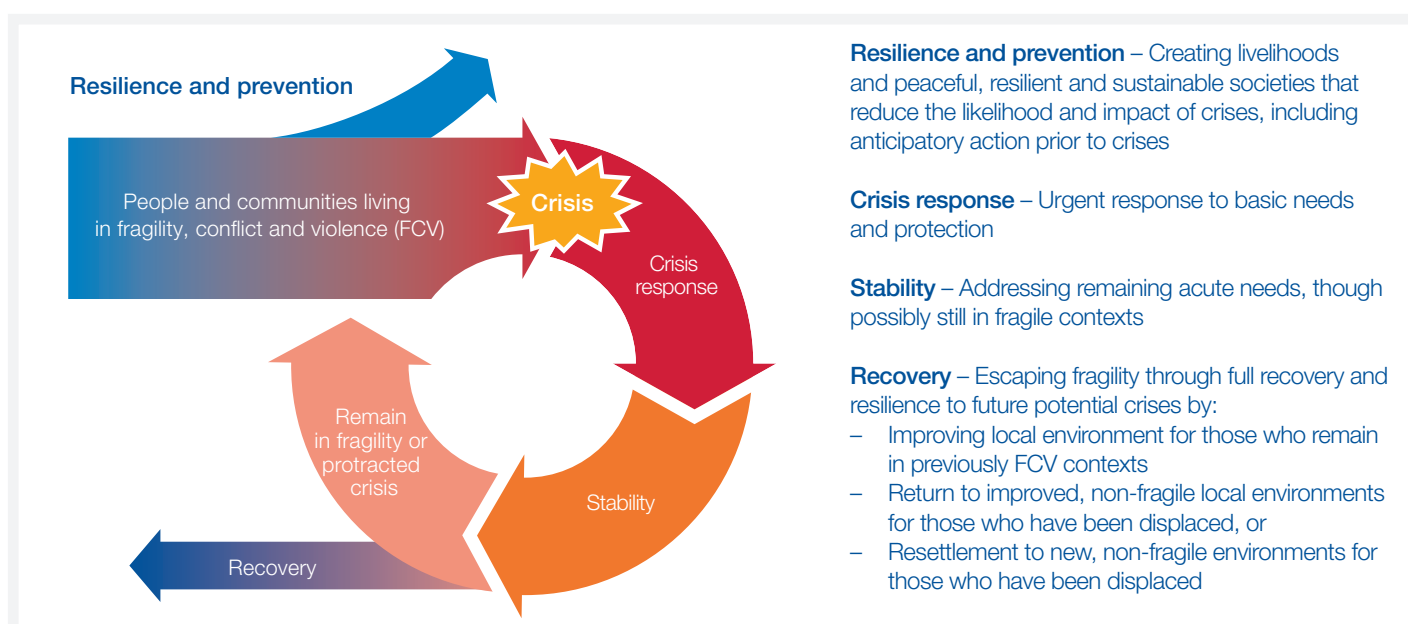 Resilience and prevention
People and communities living
in fragility, conflict and violence (FCV)
Crisis
Crisis
response
Stability
Remain
in fragility or
protracted
crisis
Recovery
Resilience and prevention – Creating livelihoods
and peaceful, resilient and sustainable societies that
reduce the likelihood and impact of crises, including
anticipatory action prior to crises
Crisis response – Urgent response to basic needs
and protection
Stability – Addressing remaining acute needs, though
possibly still in fragile contexts
Recovery – Escaping fragility through full recovery and
resilience to future potential crises by:
– Improving local environment for those who remain
in previously FCV contexts
– Return to improved, non-fragile local environments
for those who have been displaced, or
– Resettlement to new, non-fragile environments for
those who have been displaced